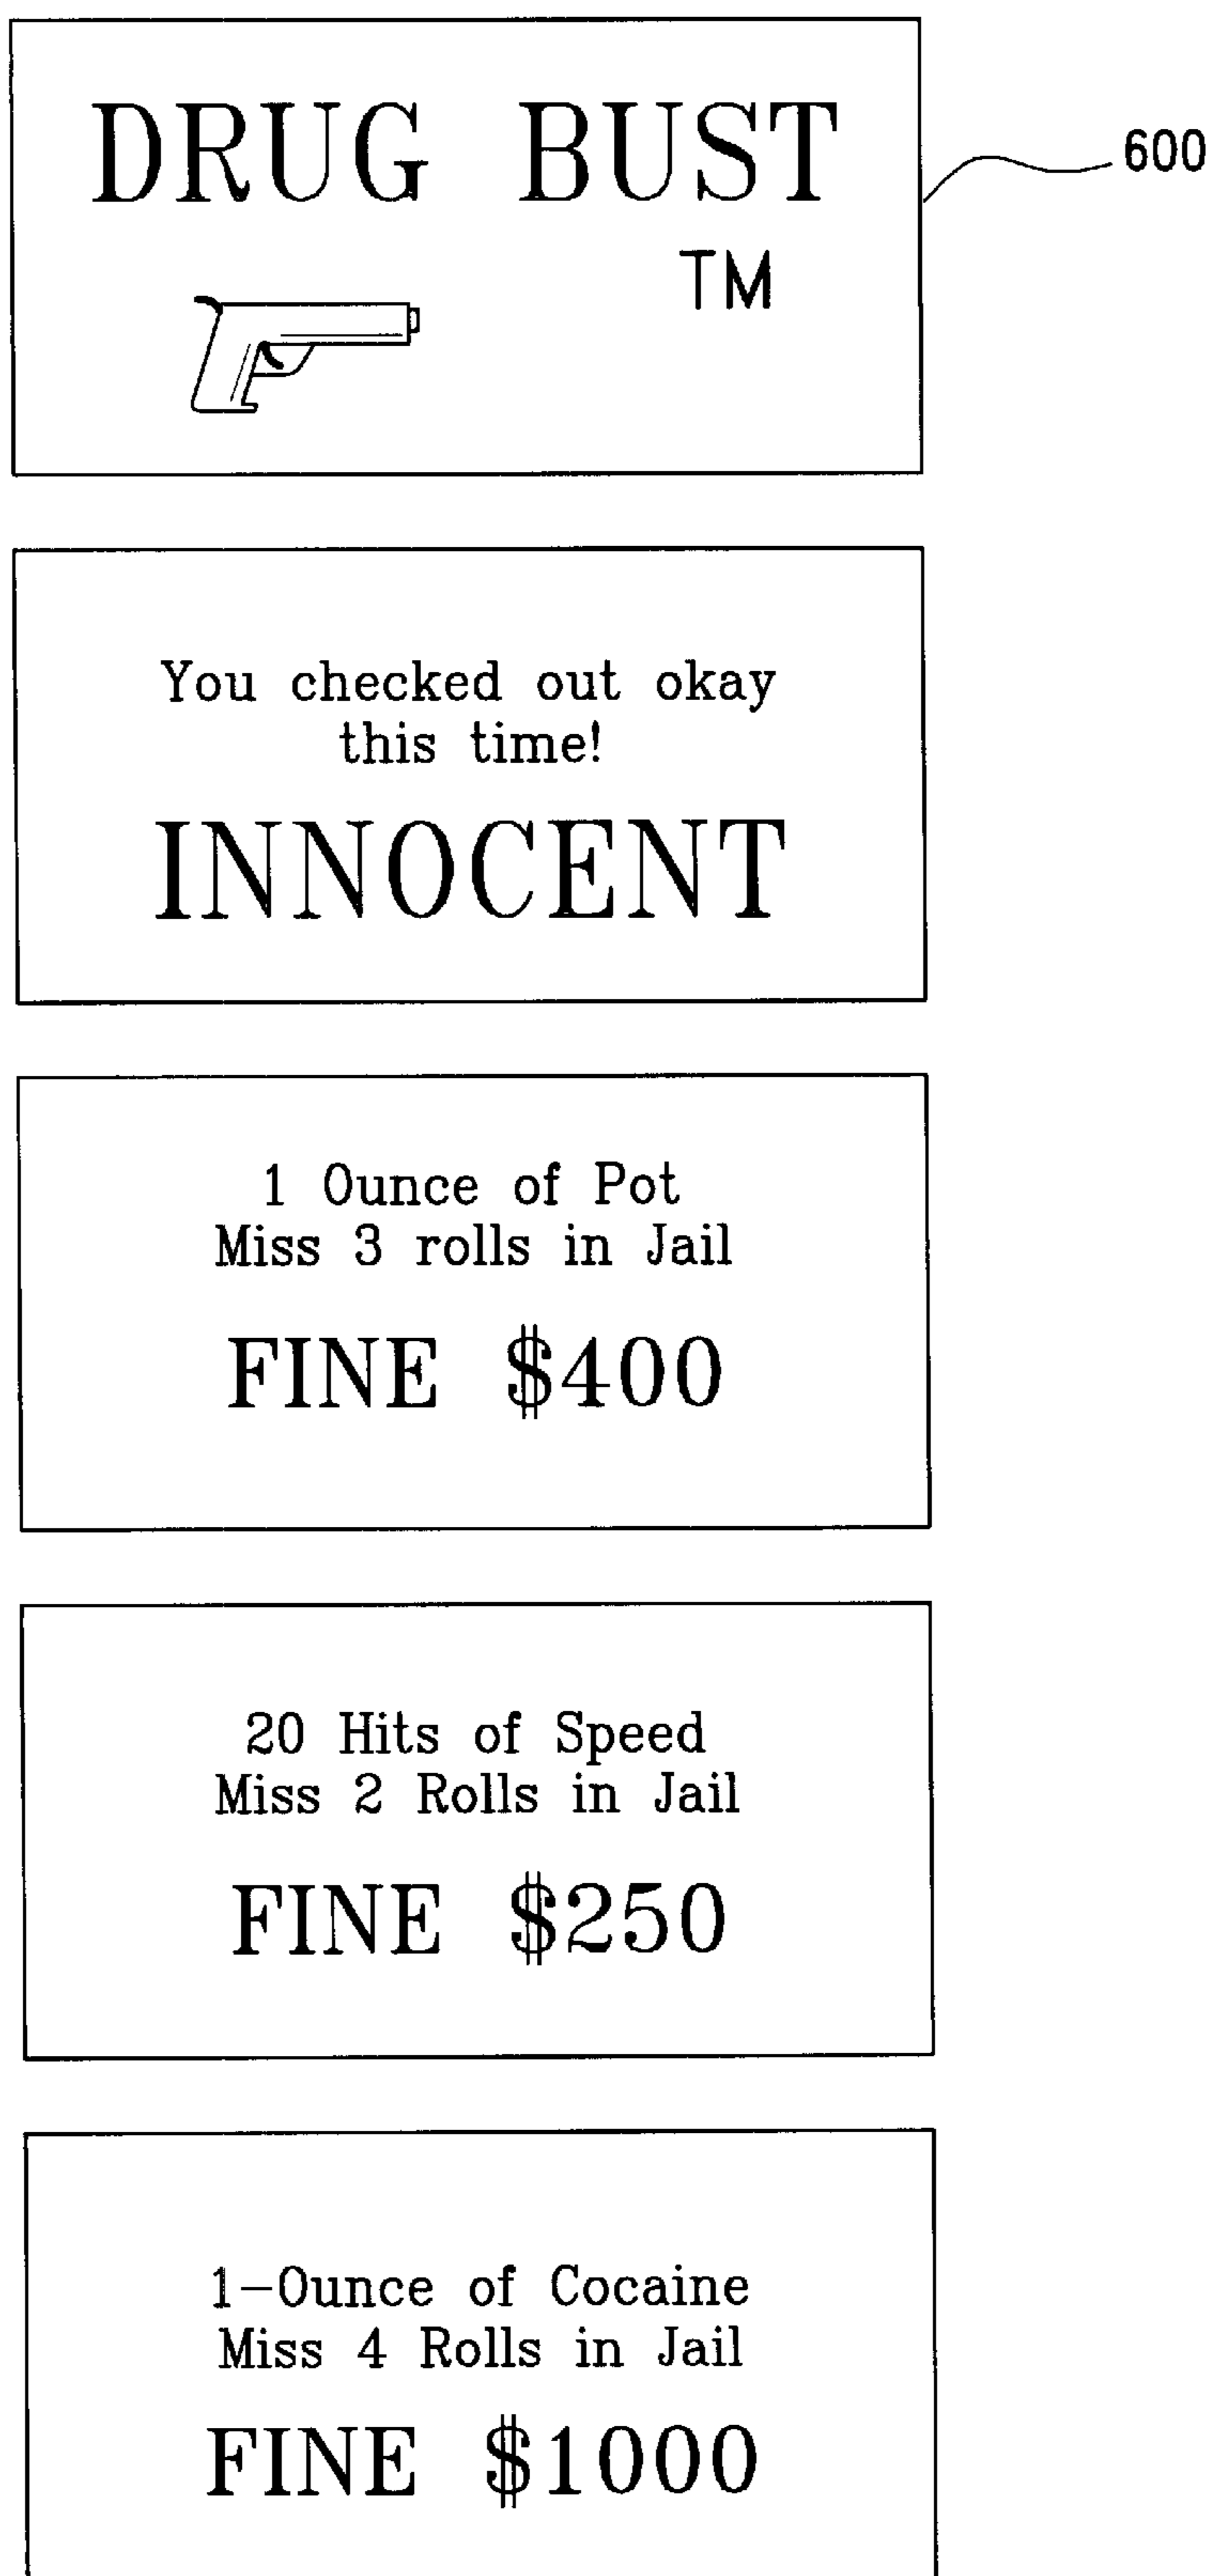 DRUG BUST
TM
600
You checked out okay
this time!
INNOCENT
1 Ounce of Pot
Miss 3 rolls in Jail
FINE $400
20 Hits of Speed
Miss 2 Rolls in Jail
FINE $250
1-Ounce of Cocaine
Miss 4 Rolls in Jail
FINE $1000